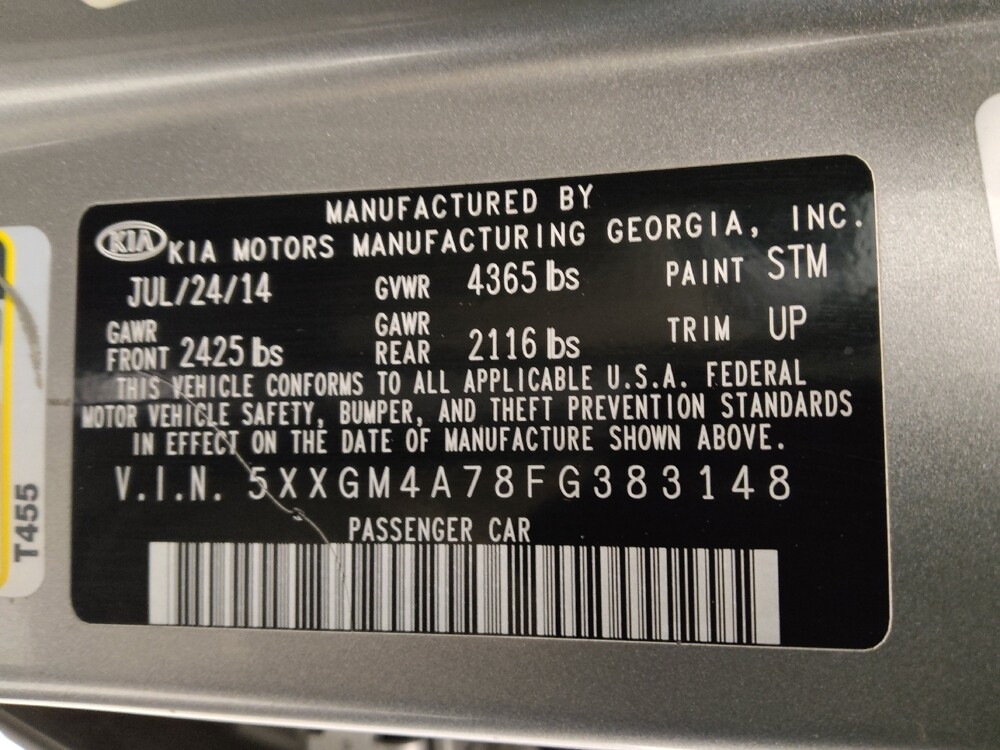 MANUFACTURED BY
KIA KIA MOTORS MANUFACTURING GEORGIA, INC.
JUL/24/14 GVWR 4365 lbs PAINT STM
GAWR FRONT 2425 lbs GAWR REAR 2116 lbs TRIM UP
THIS VEHICLE CONFORMS TO ALL APPLICABLE U.S.A. FEDERAL
MOTOR VEHICLE SAFETY, BUMPER, AND THEFT PREVENTION STANDARDS
IN EFFECT ON THE DATE OF MANUFACTURE SHOWN ABOVE.
V.I.N. 5XXGM4A78FG383148
PASSENGER CAR
T455